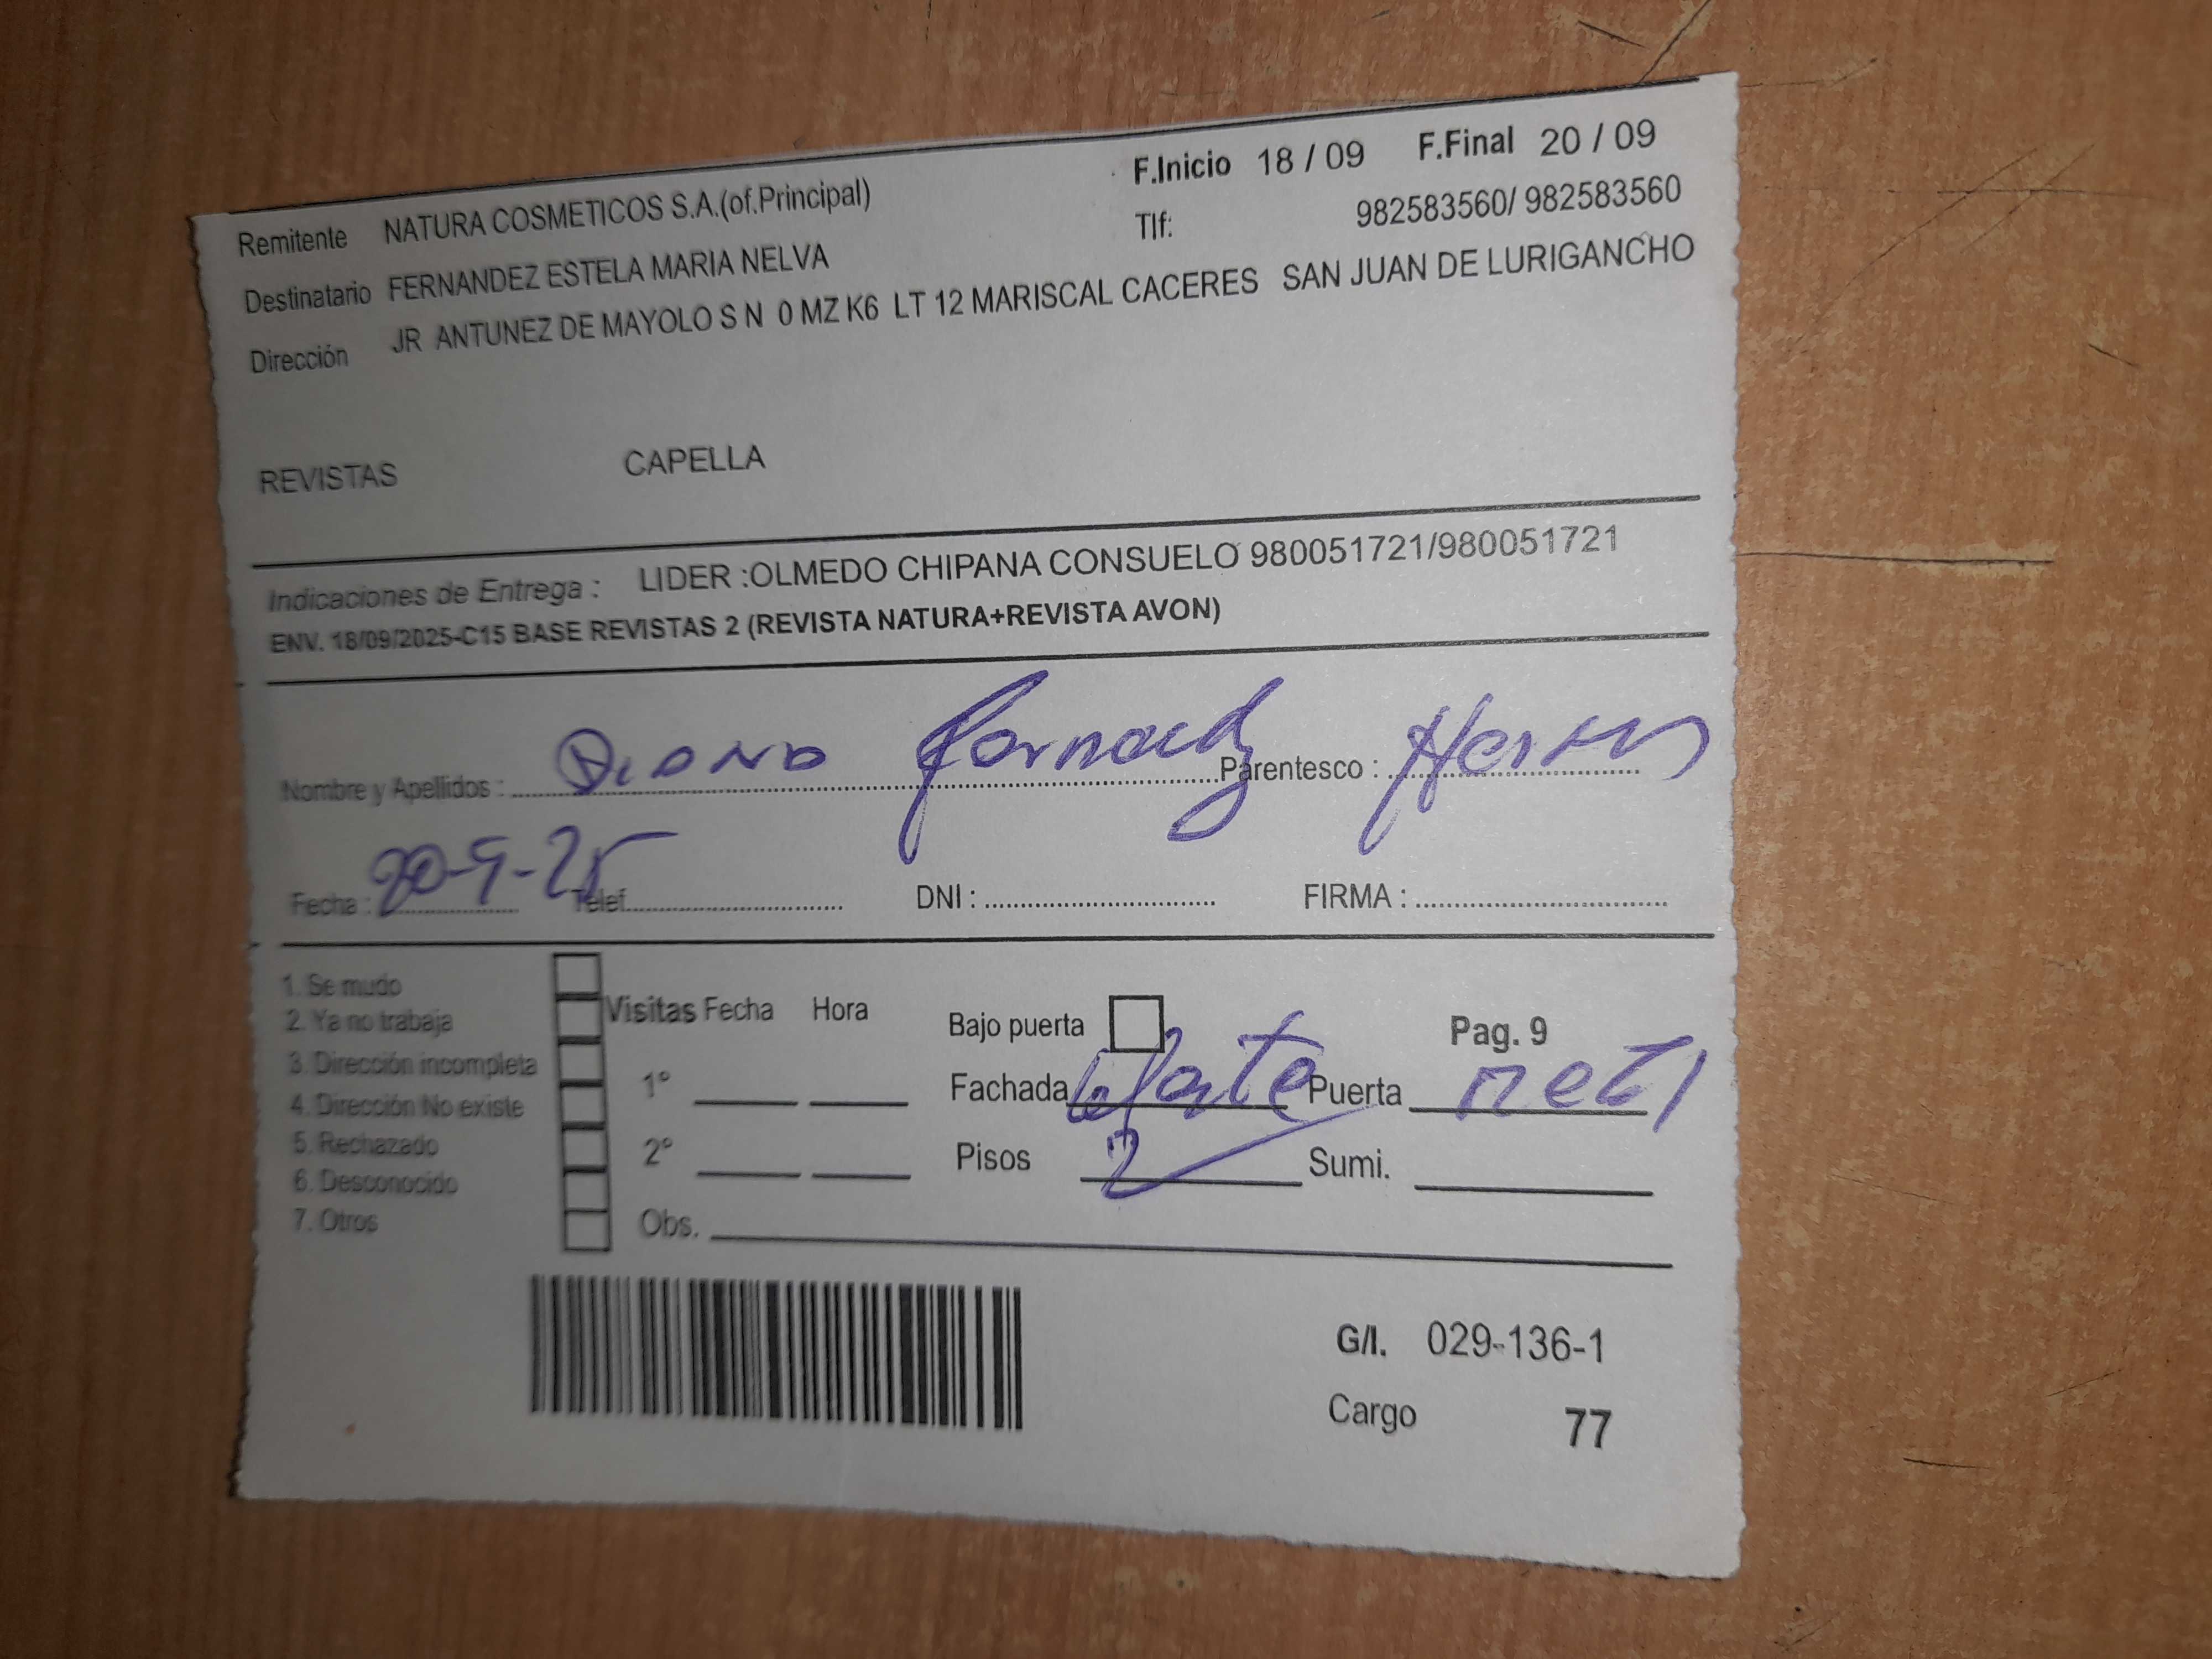 F.Inicio 18 / 09 F.Final 20 / 09
Remitente NATURA COSMETICOS S.A.(of.Principal) Tlf: 982583560/ 982583560
Destinatario FERNANDEZ ESTELA MARIA NELVA
Dirección JR ANTUNEZ DE MAYOLO S N 0 MZ K6 LT 12 MARISCAL CACERES SAN JUAN DE LURIGANCHO
REVISTAS CAPELLA
Indicaciones de Entrega : LIDER :OLMEDO CHIPANA CONSUELO 980051721/980051721
ENV. 18/09/2025-C15 BASE REVISTAS 2 (REVISTA NATURA+REVISTA AVON)
Nombre y Apellidos : Diana Parentesco :
Fecha : 20-9-25 Telef. DNI : FIRMA :
1. Se mudo
2. Ya no trabaja
3. Dirección incompleta
4. Dirección No existe
5. Rechazado
6. Desconocido
7. Otros
Visitas Fecha Hora
1°
2°
Obs.
Bajo puerta Pag. 9
Fachada Puerta
Pisos 2 Sumi.
G/I. 029-136-1
Cargo 77